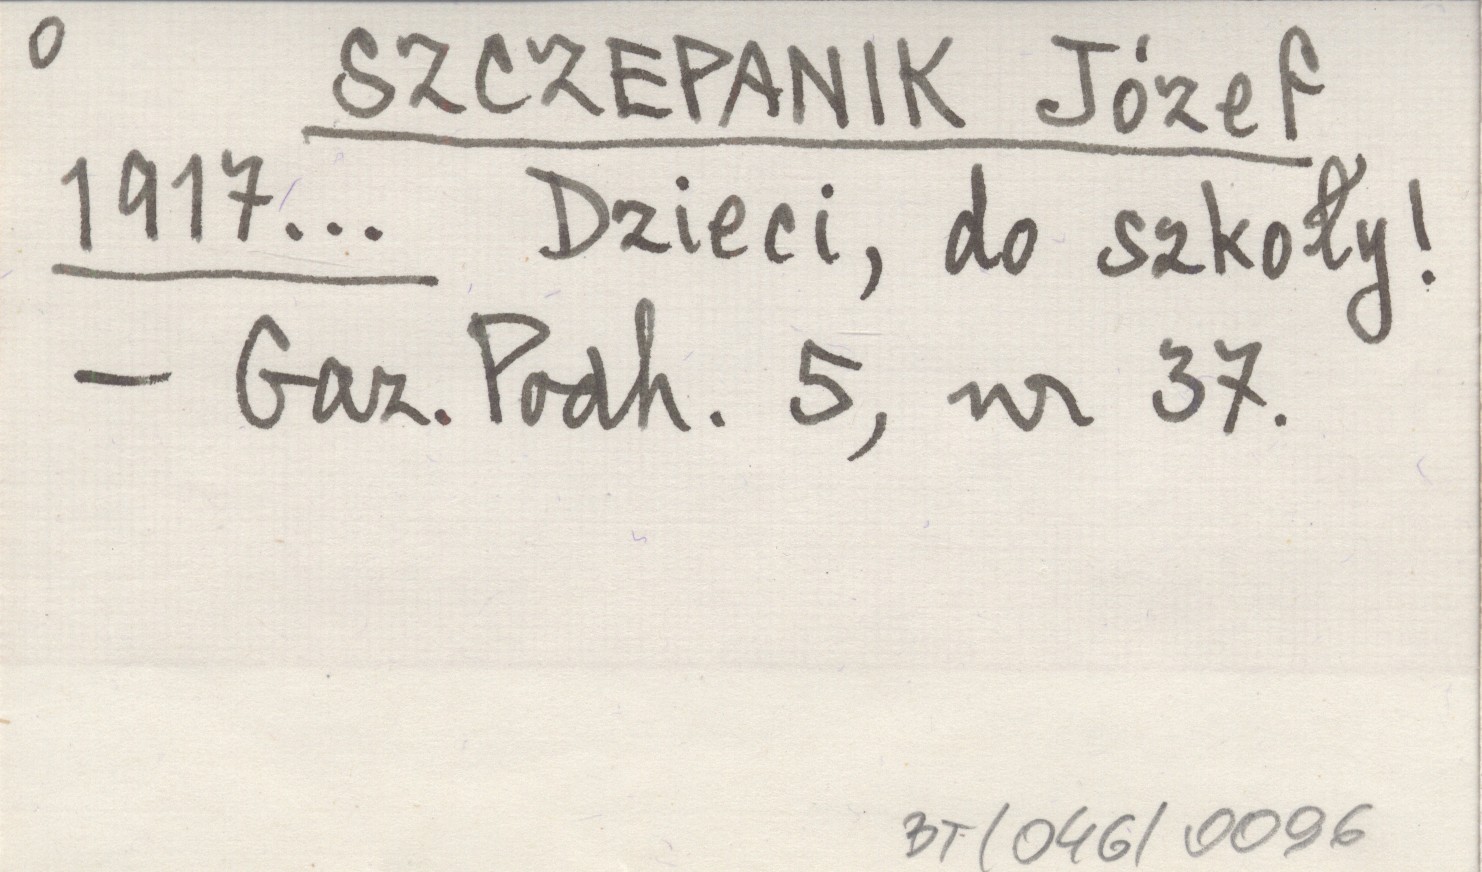 0
SZCZEPANIK Józef
1917... Dzieci, do szkoły!
– Gaz. Podh. 5, nr 37.
BT/046/0096